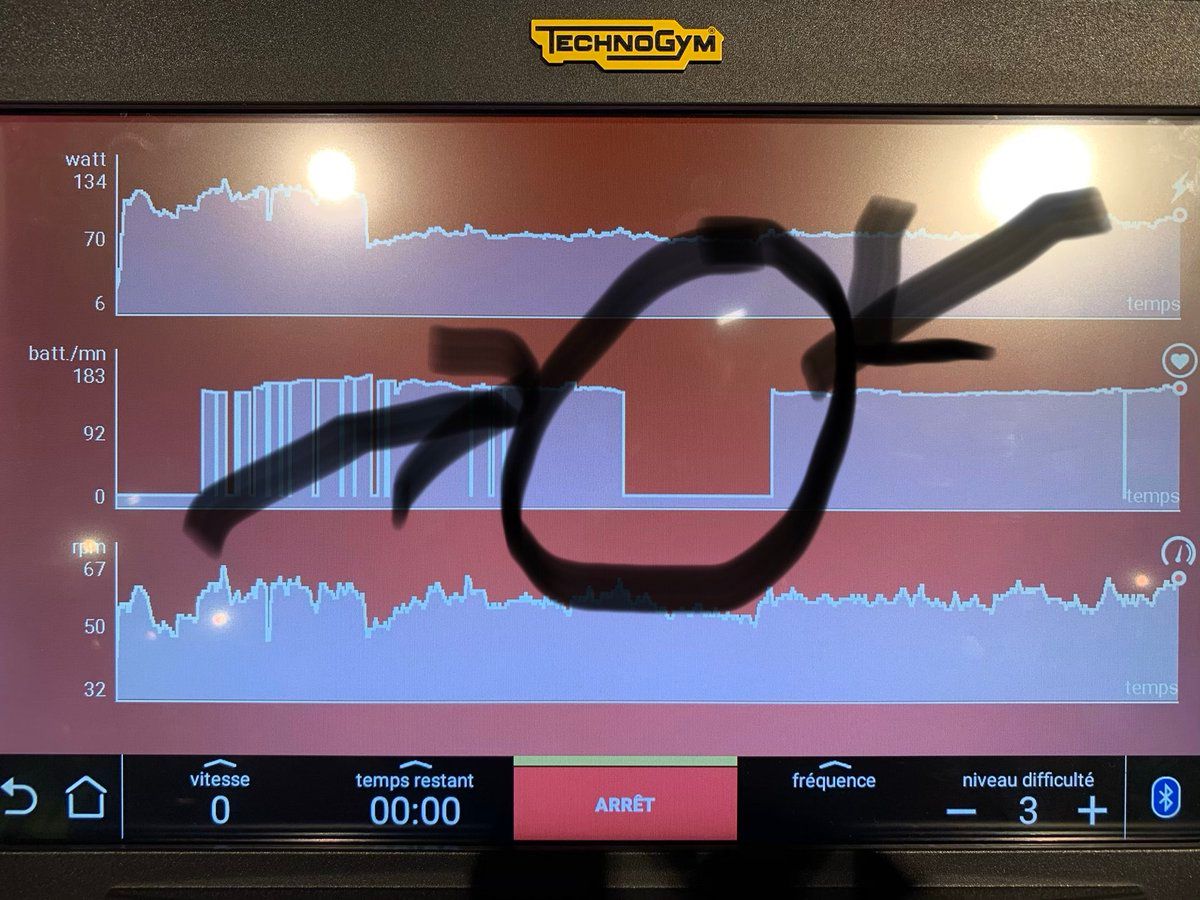 TECHNOGYM
watt
134
70
6
temps
batt./mn
183
92
0
temps
rpm
67
50
32
temps
vitesse
0
temps restant
00:00
ARRÊT
fréquence
niveau difficulté
— 3 +